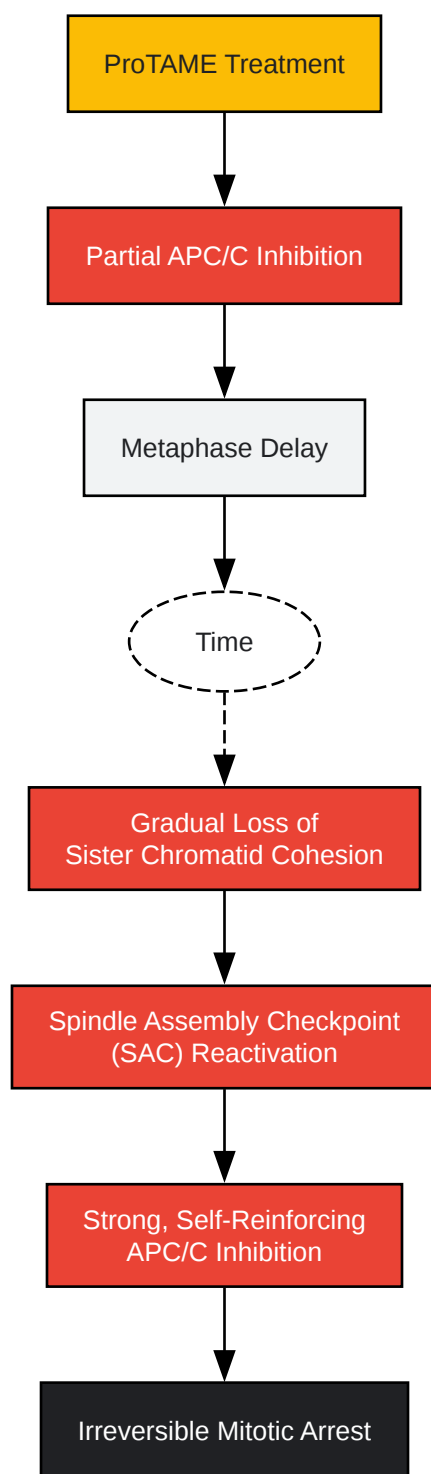 ProTAME Treatment
Partial APC/C Inhibition
Metaphase Delay
Time
Gradual Loss of
Sister Chromatid Cohesion
Spindle Assembly Checkpoint
(SAC) Reactivation
Strong, Self-Reinforcing
APC/C Inhibition
Irreversible Mitotic Arrest